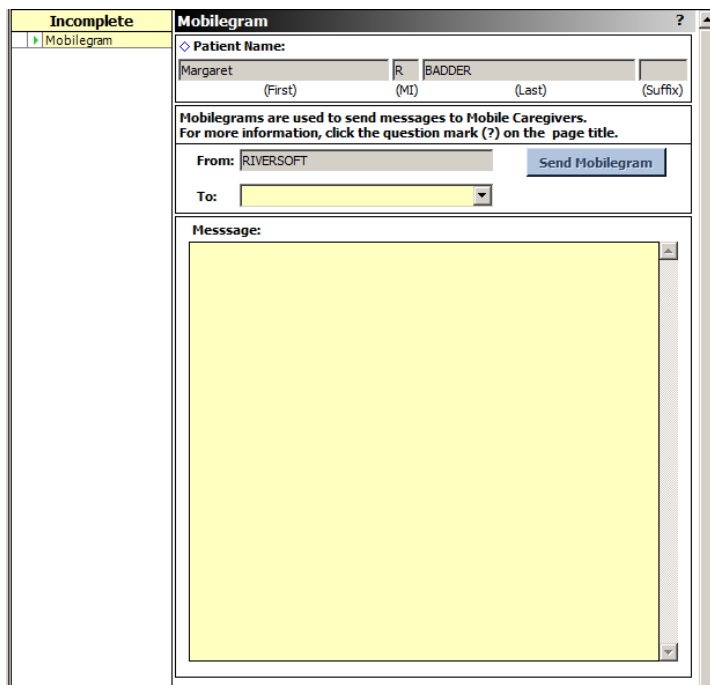 Incomplete
Mobilegram
Mobilegram ?
Patient Name:
Margaret R BADDER
(First) (MI) (Last) (Suffix)
Mobilegrams are used to send messages to Mobile Caregivers.
For more information, click the question mark (?) on the page title.
From: RIVERSOFT Send Mobilegram
To:
Messsage: